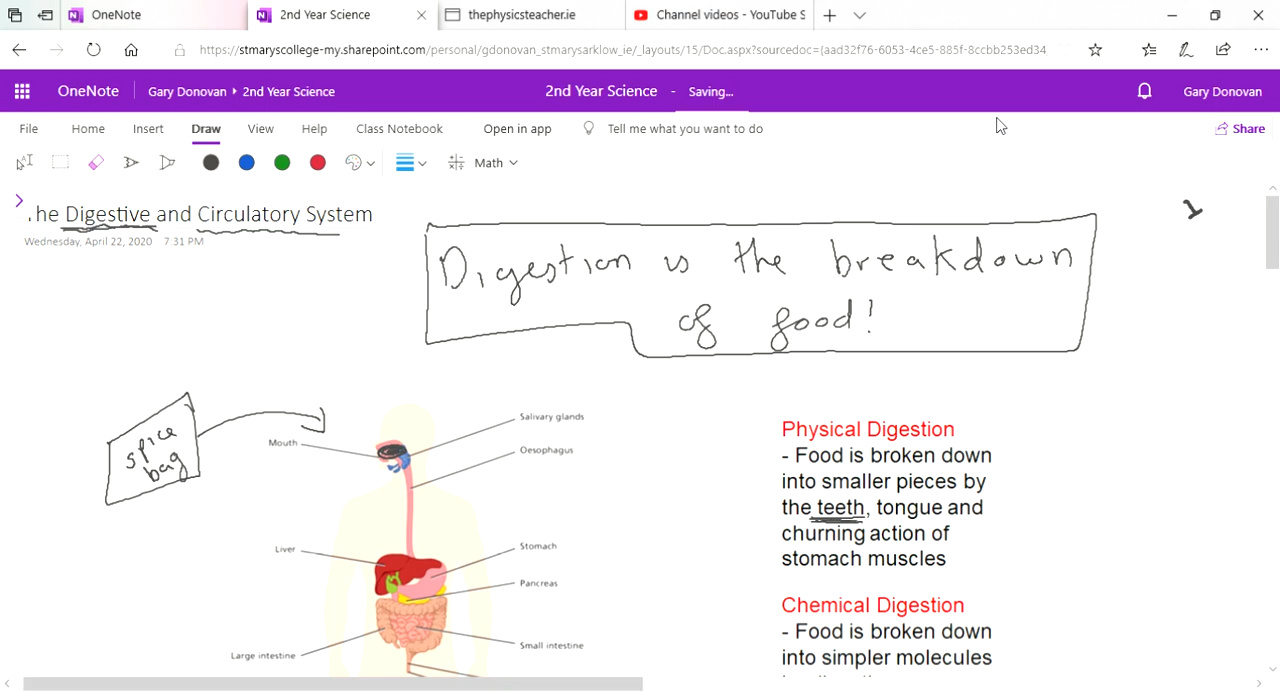 OneNote
2nd Year Science
thephysicsteacher.ie
Channel videos - YouTube S
https://stmaryscollege-my.sharepoint.com/personal/gdonovan_stmarysarklow_ie/_layouts/15/Doc.aspx?sourcedoc={aad32f76-6053-4ce5-885f-8ccbb253ed34
OneNote
Gary Donovan
2nd Year Science
2nd Year Science - Saving...
Gary Donovan
File
Home
Insert
Draw
View
Help
Class Notebook
Open in app
Tell me what you want to do
Share
Math
The Digestive and Circulatory System
Wednesday, April 22, 2020 7:31 PM
Digestion is the breakdown
of food!
spice
bag
Salivary glands
Mouth
Oesophagus
Liver
Stomach
Pancreas
Small intestine
Large intestine
Physical Digestion
- Food is broken down
into smaller pieces by
the teeth, tongue and
churning action of
stomach muscles
Chemical Digestion
- Food is broken down
into simpler molecules